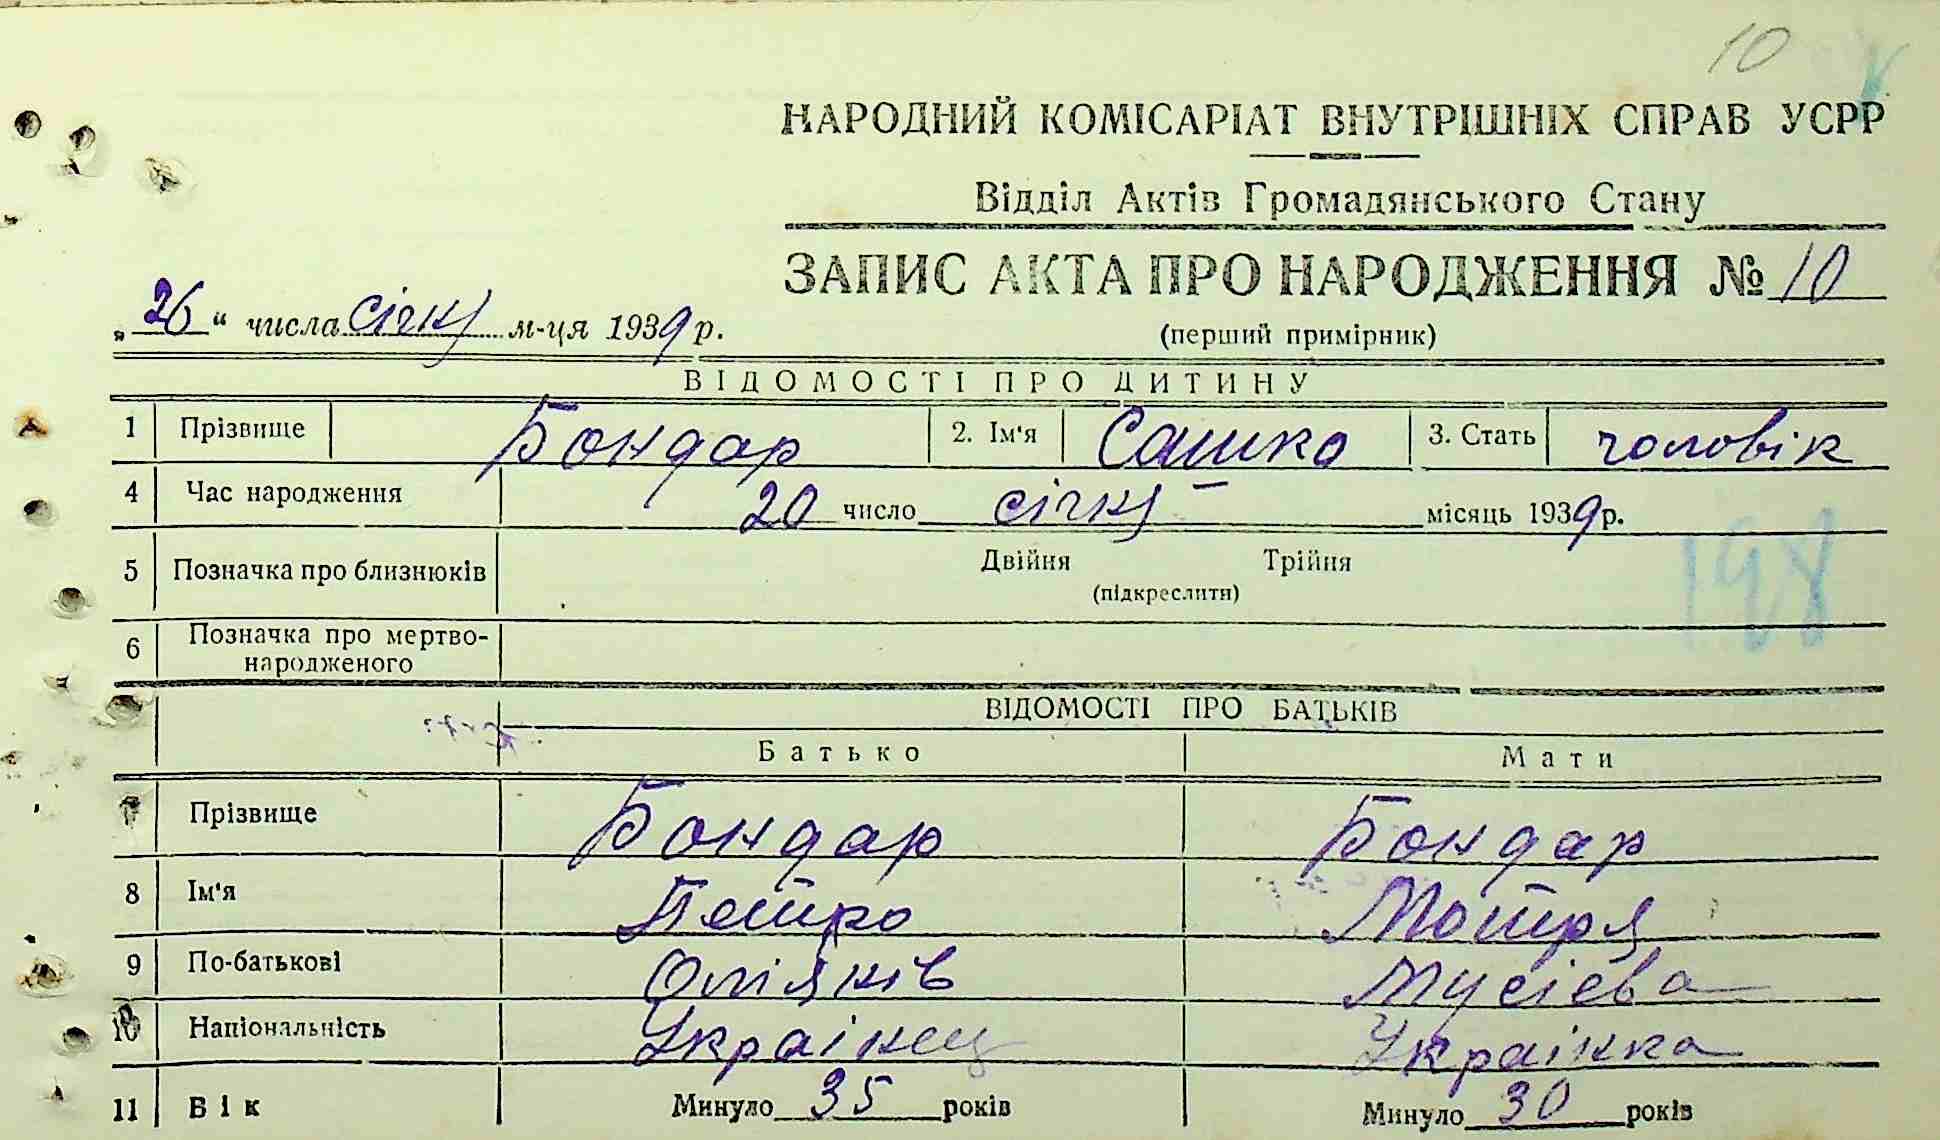 10
НАРОДНИЙ КОМІСАРІАТ ВНУТРІШНІХ СПРАВ УСРР
Відділ Актів Громадянського Стану
ЗАПИС АКТА ПРО НАРОДЖЕННЯ № 10
„26“ числа січня м-ця 1939 р.
(перший примірник)
ВІДОМОСТІ ПРО ДИТИНУ
1 Прізвище Бондар 2. Ім'я Сашко 3. Стать чоловік
4 Час народження 20 число січня місяць 1939 р.
5 Позначка про близнюків Двійня Трійня
(підкреслити)
198
6 Позначка про мертво-
народженого
ВІДОМОСТІ ПРО БАТЬКІВ
Батько Мати
7 Прізвище Бондар Бондар
8 Ім'я Петро Мотря
9 По-батькові Мусієва
10 Національність Українец Українка
11 Вік Минуло 35 років Минуло 30 років